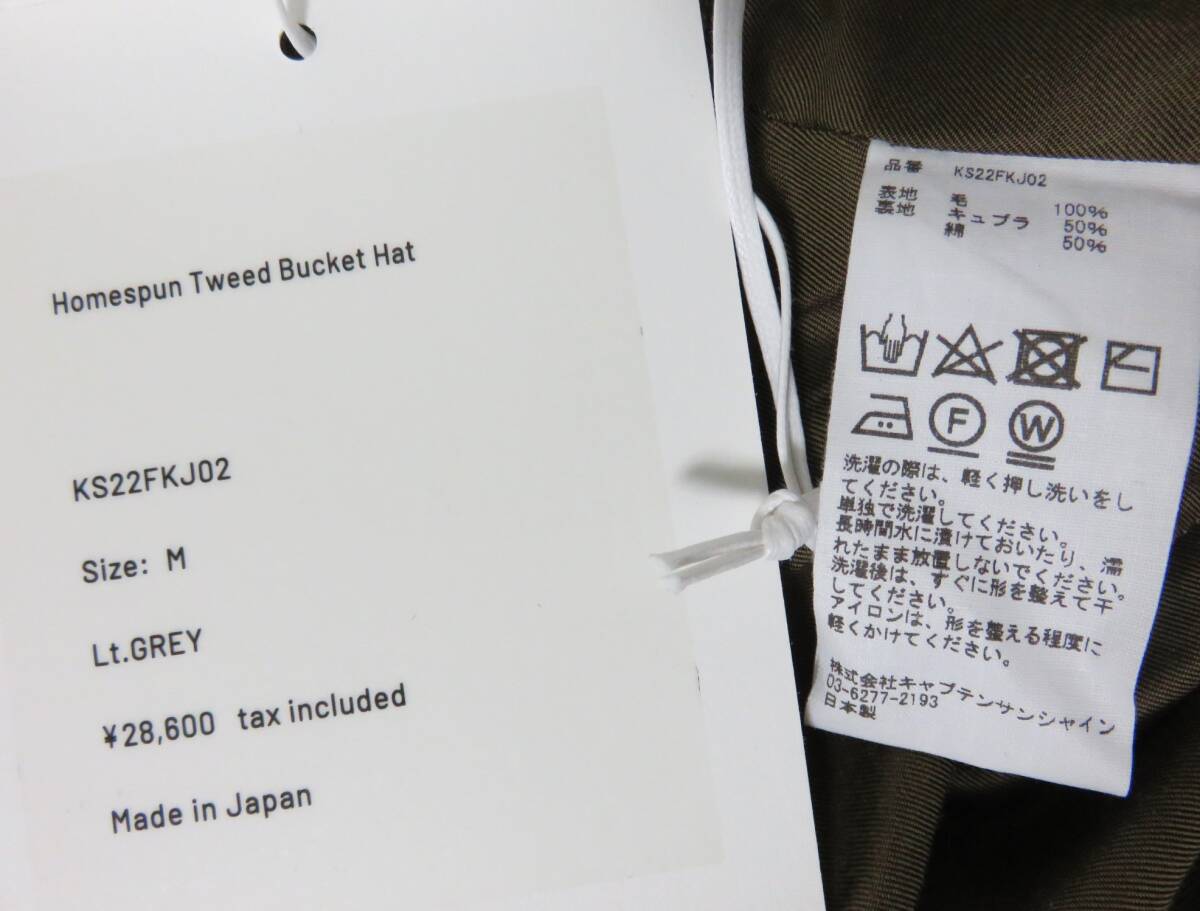 Homespun Tweed Bucket Hat
KS22FKJ02
Size: M
Lt.GREY
¥28,600 tax included
Made in Japan
品番 KS22FKJ02
表地 毛 100%
裏地 キュプラ 50%
綿 50%
F W
洗濯の際は、軽く押し洗いをし
てください。
単独で洗濯してください。
長時間水に漬けておいたり、濡
れたまま放置しないでください。
洗濯後は、すぐに形を整えて干
してください。
アイロンは、形を整える程度に
軽くかけてください。
株式会社キャプテンサンシャイン
03-6277-2193
日本製